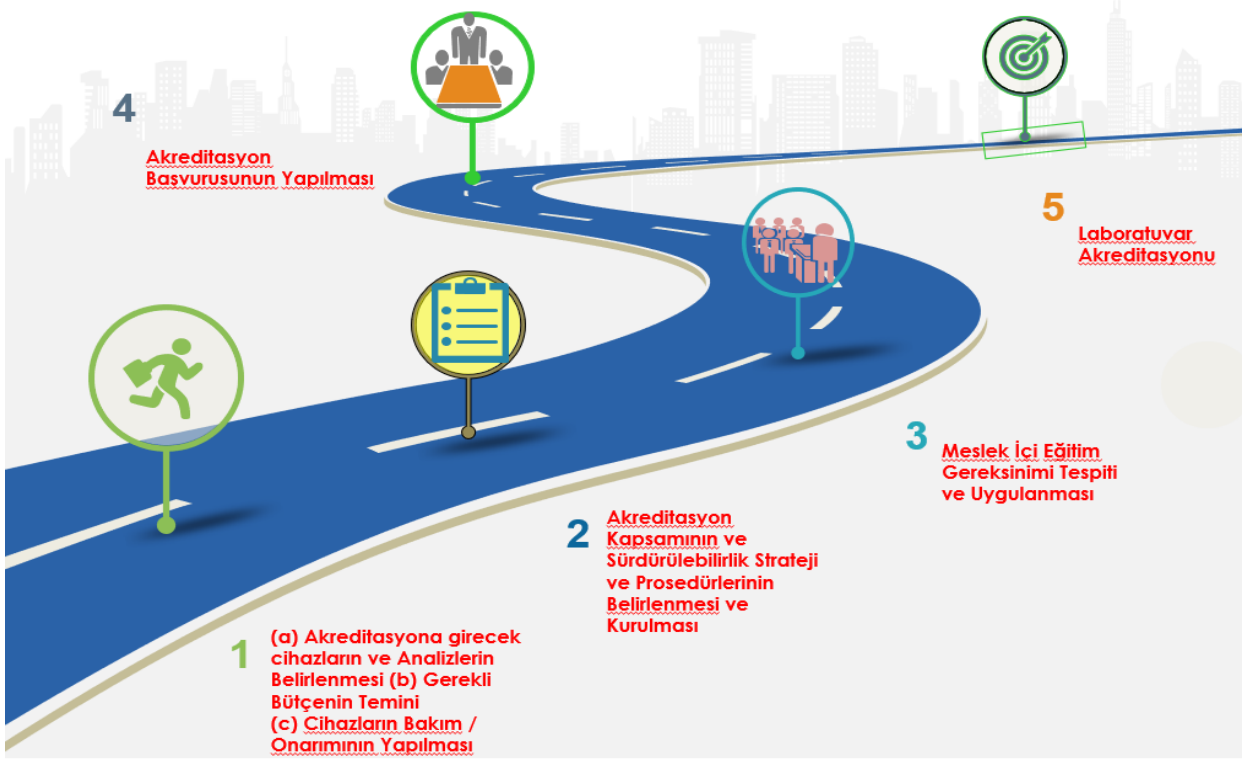 4
Akreditasyon
Başvurusunun Yapılması
5
Laboratuvar
Akreditasyonu
3
Meslek İçi Eğitim
Gereksinimi Tespiti
ve Uygulanması
2
Akreditasyon
Kapsamının ve
Sürdürülebilirlik Strateji
ve Prosedürlerinin
Belirlenmesi ve
Kurulması
1
(a) Akreditasyona girecek
cihazların ve Analizlerin
Belirlenmesi (b) Gerekli
Bütçenin Temini
(c) Cihazların Bakım /
Onarımının Yapılması